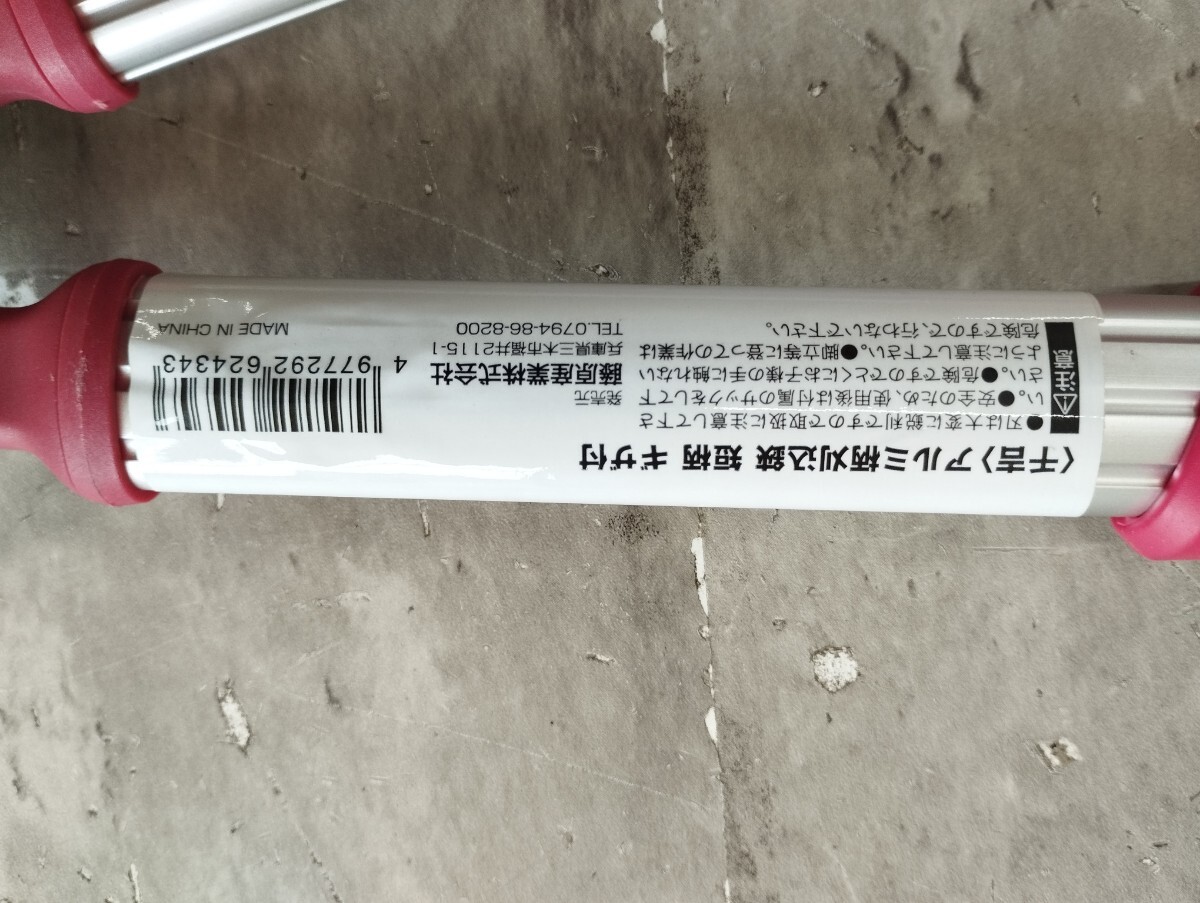 〈千吉〉アルミ柄刈込鋏 短柄 ギザ付
⚠注意
●刃は大変に鋭利ですので取扱に注意して下さ
い。●安全のため、使用後は付属のサックをして下
さい。●危険ですのでとくにお子様の手に触れない
ように注意して下さい。●脚立等に登っての作業は
危険ですので、行わないで下さい。
発売元
藤原産業株式会社
兵庫県三木市福井2115-1
TEL.0794-86-8200
4 977292 624343
MADE IN CHINA